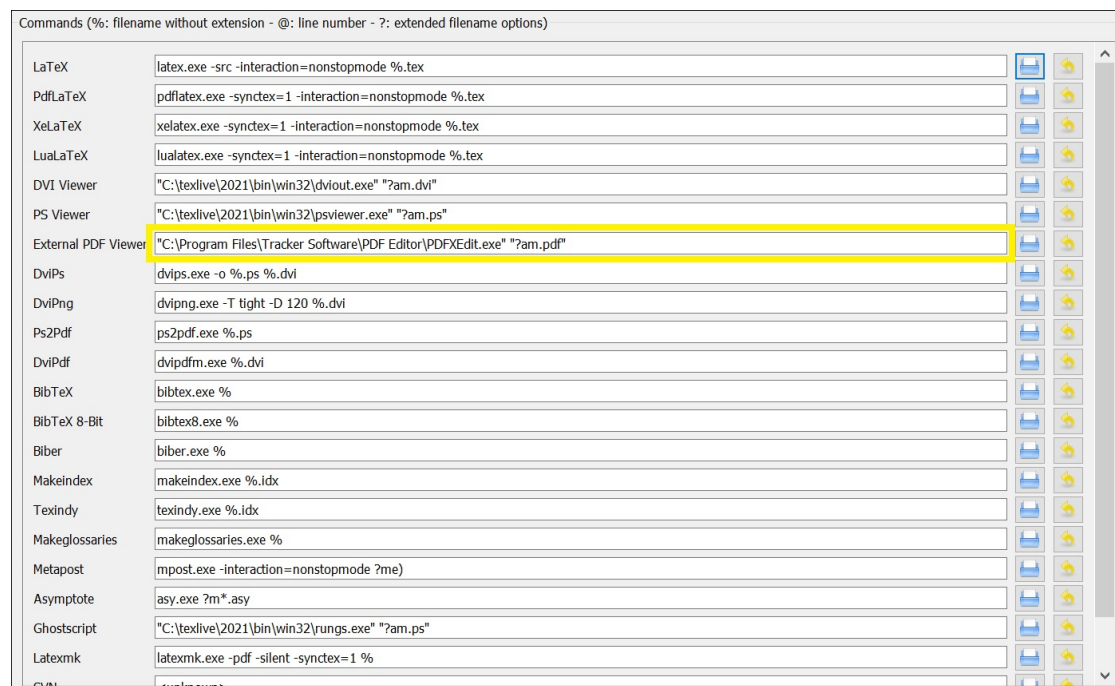 Commands (%: filename without extension - @: line number - ?: extended filename options)
LaTeX latex.exe -src -interaction=nonstopmode %.tex
PdfLaTeX pdflatex.exe -synctex=1 -interaction=nonstopmode %.tex
XeLaTeX xelatex.exe -synctex=1 -interaction=nonstopmode %.tex
LuaLaTeX lualatex.exe -synctex=1 -interaction=nonstopmode %.tex
DVI Viewer "C:\texlive\2021\bin\win32\dviout.exe" "?am.dvi"
PS Viewer "C:\texlive\2021\bin\win32\psviewer.exe" "?am.ps"
External PDF Viewer "C:\Program Files\Tracker Software\PDF Editor\PDFXEdit.exe" "?am.pdf"
DviPs dvips.exe -o %.ps %.dvi
DviPng dvipng.exe -T tight -D 120 %.dvi
Ps2Pdf ps2pdf.exe %.ps
DviPdf dvipdfm.exe %.dvi
BibTeX bibtex.exe %
BibTeX 8-Bit bibtex8.exe %
Biber biber.exe %
Makeindex makeindex.exe %.idx
Texindy texindy.exe %.idx
Makeglossaries makeglossaries.exe %
Metapost mpost.exe -interaction=nonstopmode ?me)
Asymptote asy.exe ?m*.asy
Ghostscript "C:\texlive\2021\bin\win32\rungs.exe" "?am.ps"
Latexmk latexmk.exe -pdf -silent -synctex=1 %